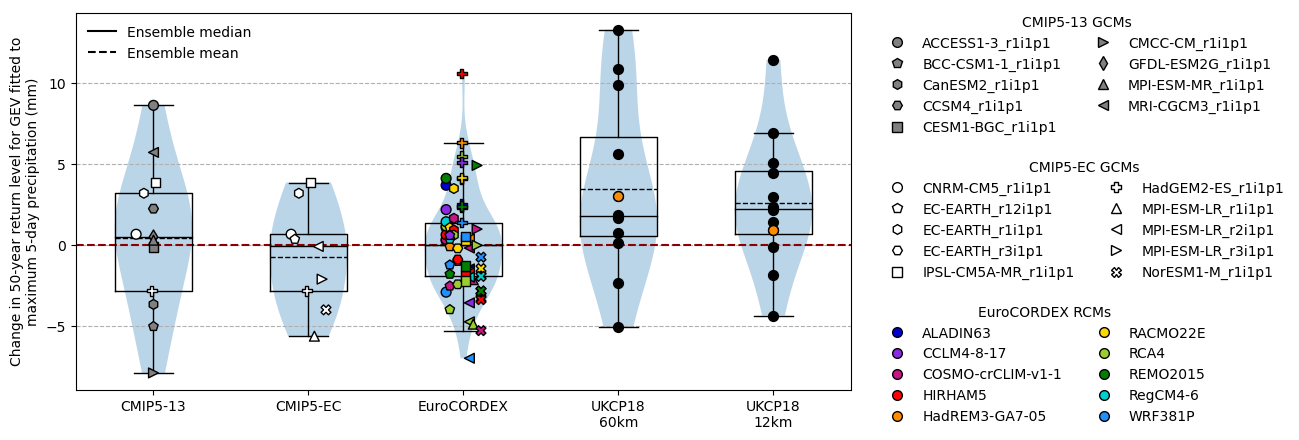 Change in 50-year return level for GEV fitted to
maximum 5-day precipitation (mm)
10
5
0
−5
Ensemble median
Ensemble mean
CMIP5-13
CMIP5-EC
EuroCORDEX
UKCP18
60km
UKCP18
12km
CMIP5-13 GCMs
ACCESS1-3_r1i1p1
BCC-CSM1-1_r1i1p1
CanESM2_r1i1p1
CCSM4_r1i1p1
CESM1-BGC_r1i1p1
CMCC-CM_r1i1p1
GFDL-ESM2G_r1i1p1
MPI-ESM-MR_r1i1p1
MRI-CGCM3_r1i1p1
CMIP5-EC GCMs
CNRM-CM5_r1i1p1
EC-EARTH_r12i1p1
EC-EARTH_r1i1p1
EC-EARTH_r3i1p1
IPSL-CM5A-MR_r1i1p1
HadGEM2-ES_r1i1p1
MPI-ESM-LR_r1i1p1
MPI-ESM-LR_r2i1p1
MPI-ESM-LR_r3i1p1
NorESM1-M_r1i1p1
EuroCORDEX RCMs
ALADIN63
CCLM4-8-17
COSMO-crCLIM-v1-1
HIRHAM5
HadREM3-GA7-05
RACMO22E
RCA4
REMO2015
RegCM4-6
WRF381P